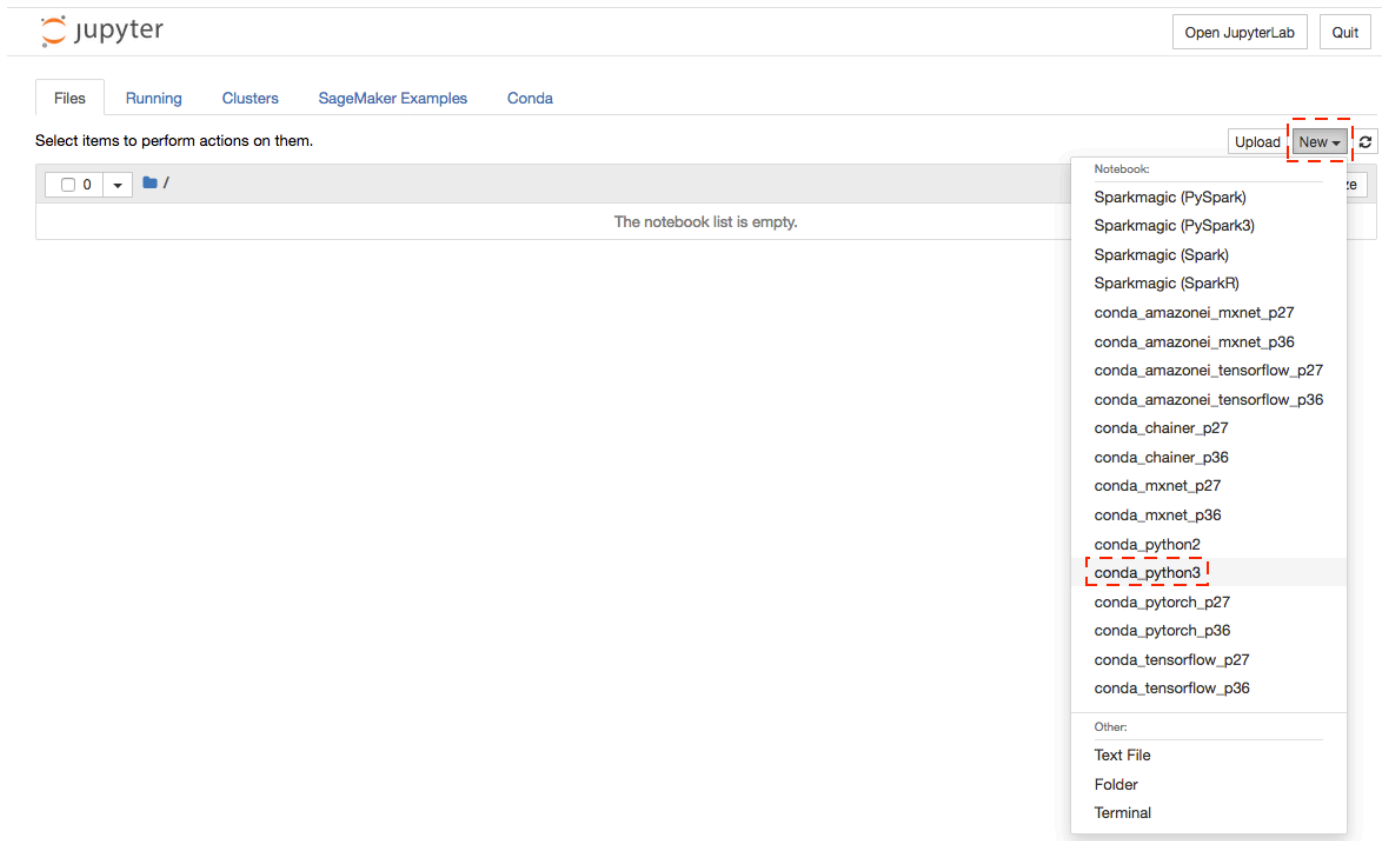 jupyter
Open JupyterLab Quit
Files Running Clusters SageMaker Examples Conda
Select items to perform actions on them.
Upload New
0 /
The notebook list is empty.
Notebook:
Sparkmagic (PySpark)
Sparkmagic (PySpark3)
Sparkmagic (Spark)
Sparkmagic (SparkR)
conda_amazonei_mxnet_p27
conda_amazonei_mxnet_p36
conda_amazonei_tensorflow_p27
conda_amazonei_tensorflow_p36
conda_chainer_p27
conda_chainer_p36
conda_mxnet_p27
conda_mxnet_p36
conda_python2
conda_python3
conda_pytorch_p27
conda_pytorch_p36
conda_tensorflow_p27
conda_tensorflow_p36
Other:
Text File
Folder
Terminal